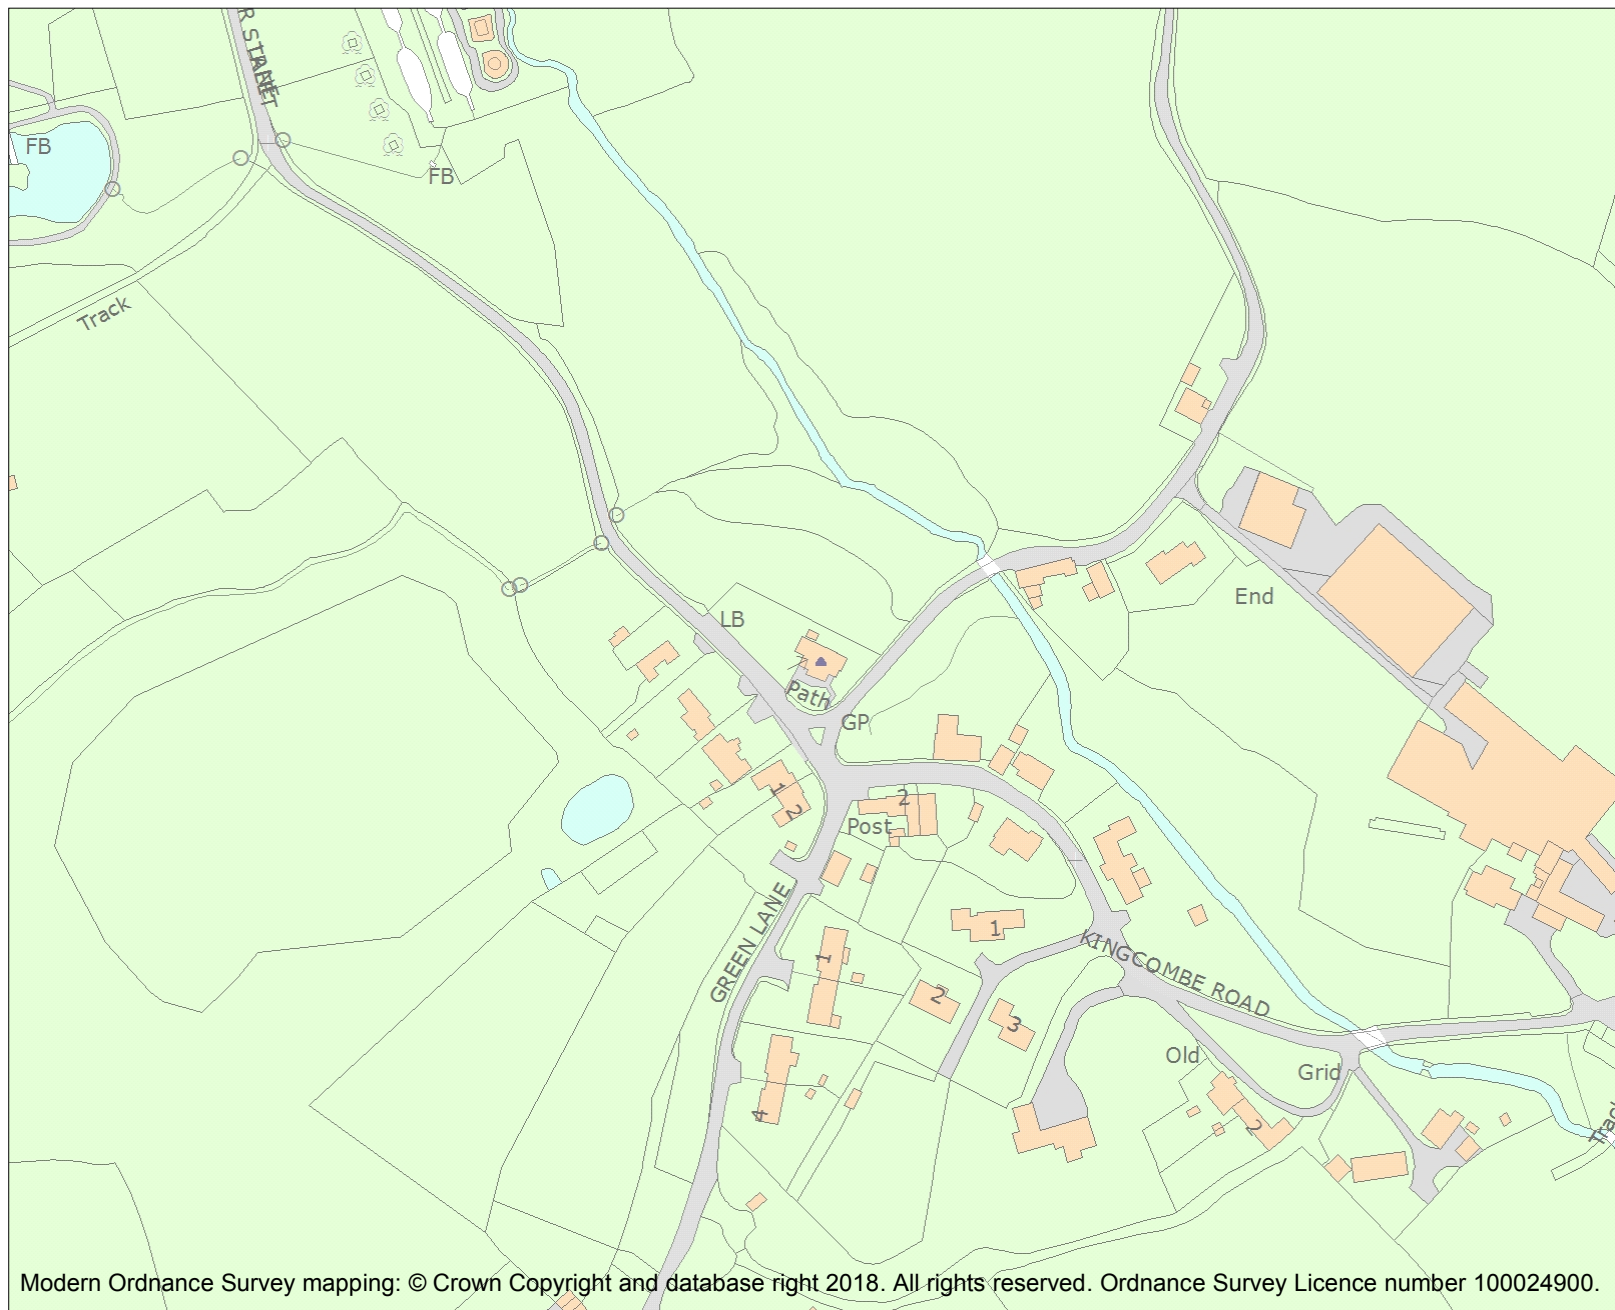 FB
FB
Track
LB
End
Path
GP
1
2
2
Post
GREEN LANE
1
1
KINGCOMBE ROAD
2
3
Old
Grid
4
2
Modern Ordnance Survey mapping: © Crown Copyright and database right 2018. All rights reserved. Ordnance Survey Licence number 100024900.